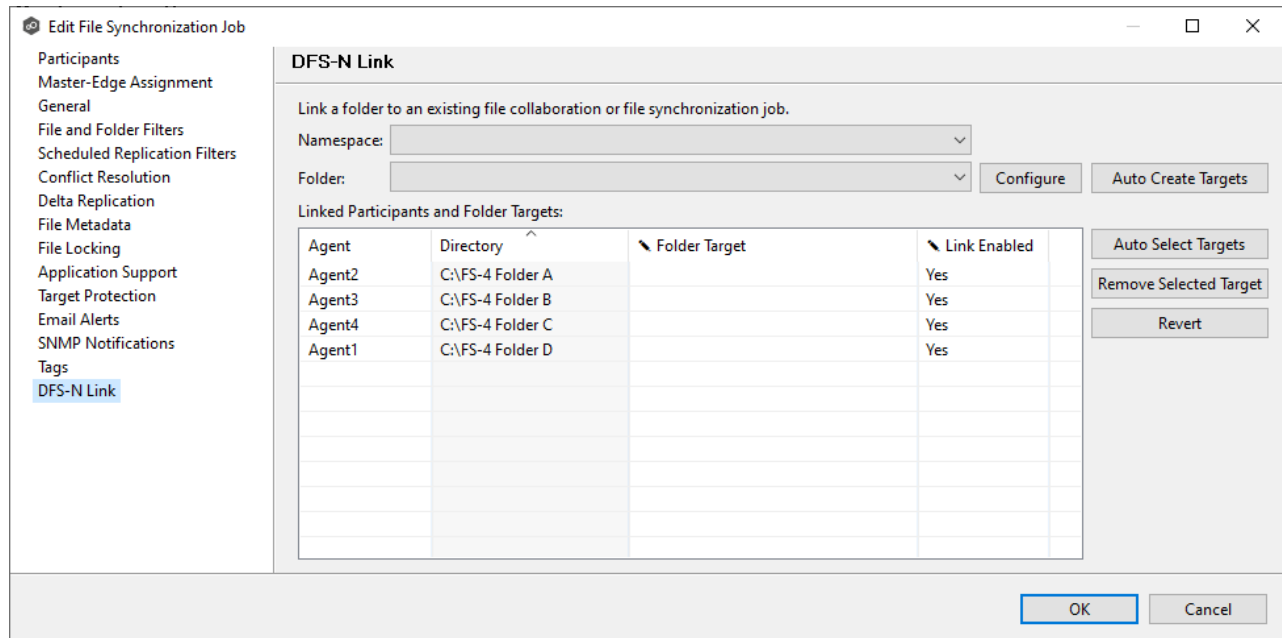 Edit File Synchronization Job
Participants
Master-Edge Assignment
General
File and Folder Filters
Scheduled Replication Filters
Conflict Resolution
Delta Replication
File Metadata
File Locking
Application Support
Target Protection
Email Alerts
SNMP Notifications
Tags
DFS-N Link
DFS-N Link
Link a folder to an existing file collaboration or file synchronization job.
Namespace:
Folder: Configure Auto Create Targets
Linked Participants and Folder Targets:
Agent Directory Folder Target Link Enabled
Agent2 C:\FS-4 Folder A Yes
Agent3 C:\FS-4 Folder B Yes
Agent4 C:\FS-4 Folder C Yes
Agent1 C:\FS-4 Folder D Yes
Auto Select Targets
Remove Selected Target
Revert
OK Cancel